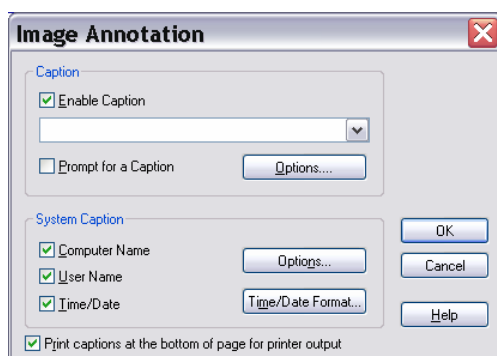 Image Annotation
Caption
Enable Caption
Prompt for a Caption
Options....
System Caption
Computer Name
User Name
Time/Date
Options...
Time/Date Format...
OK
Cancel
Help
Print captions at the bottom of page for printer output